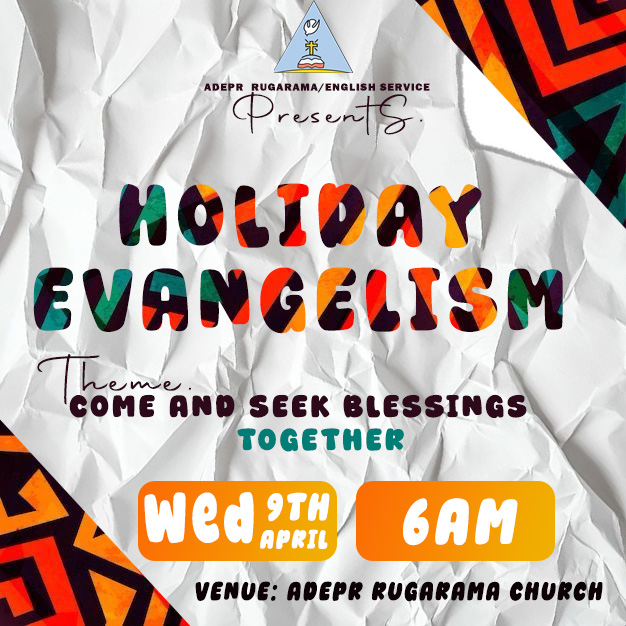 ADEPR RUGARAMA/ENGLISH SERVICE
PresentS.
HOLIDAY
EVANGELISM
Theme.
COME AND SEEK BLESSINGS
TOGETHER
Wed 9TH
APRIL
6AM
VENUE: ADEPR RUGARAMA CHURCH